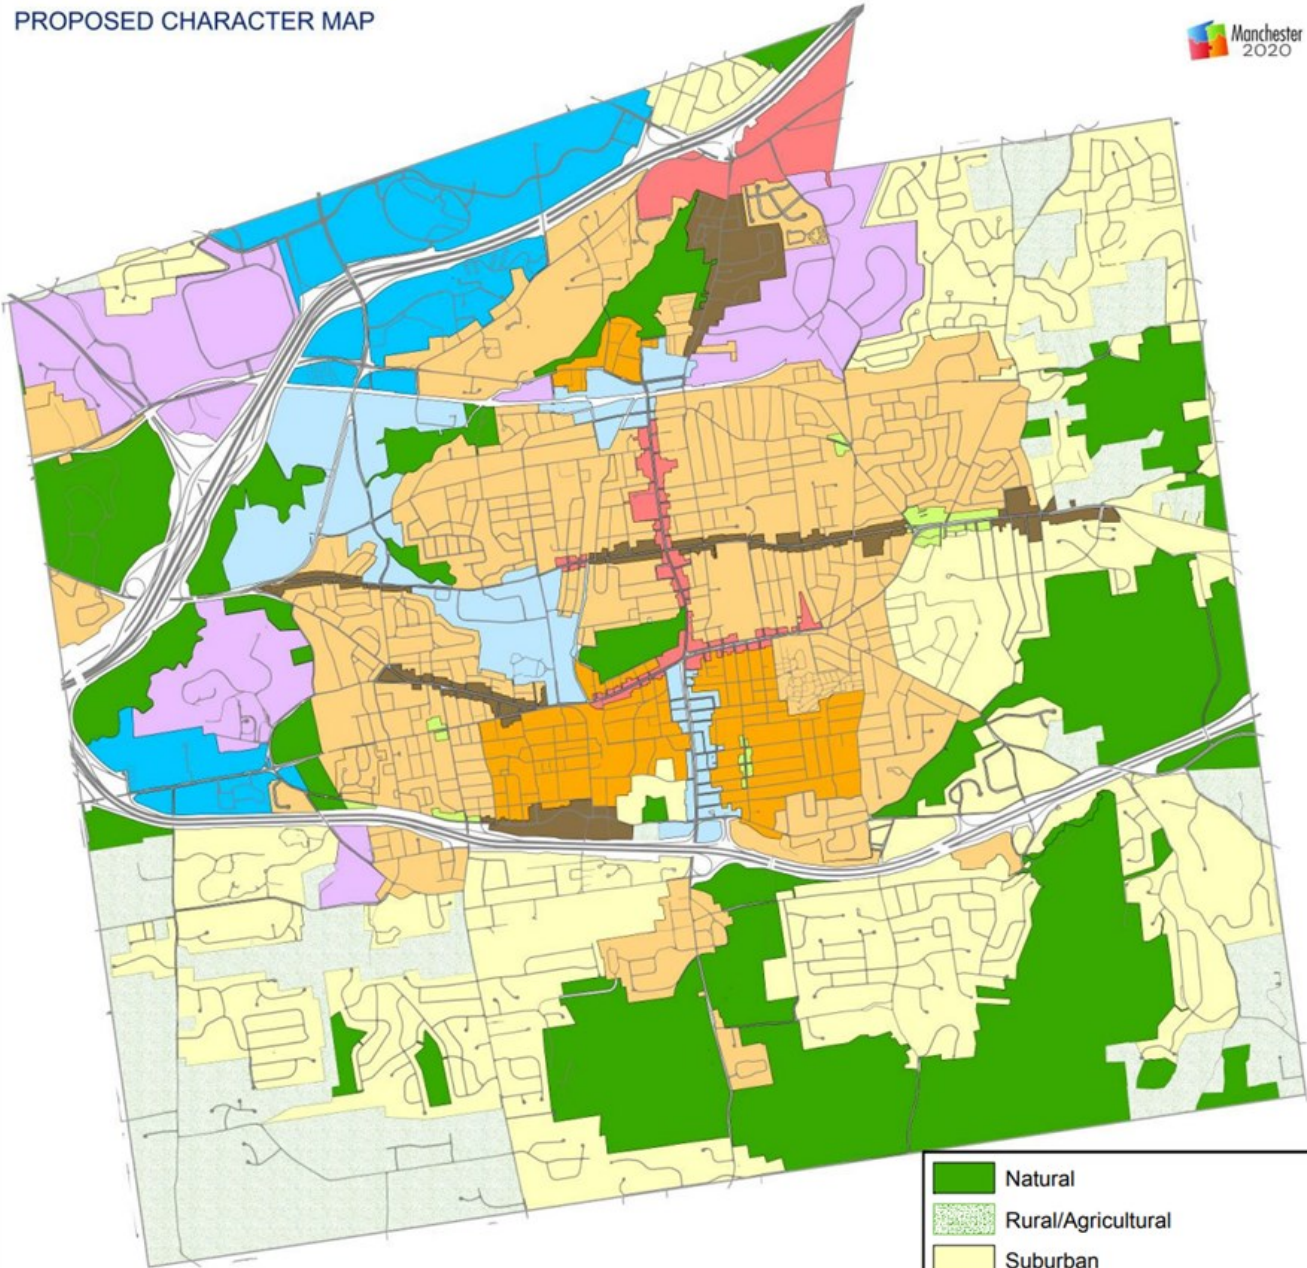 PROPOSED CHARACTER MAP
Manchester
2020
Natural
Rural/Agricultural
Suburban